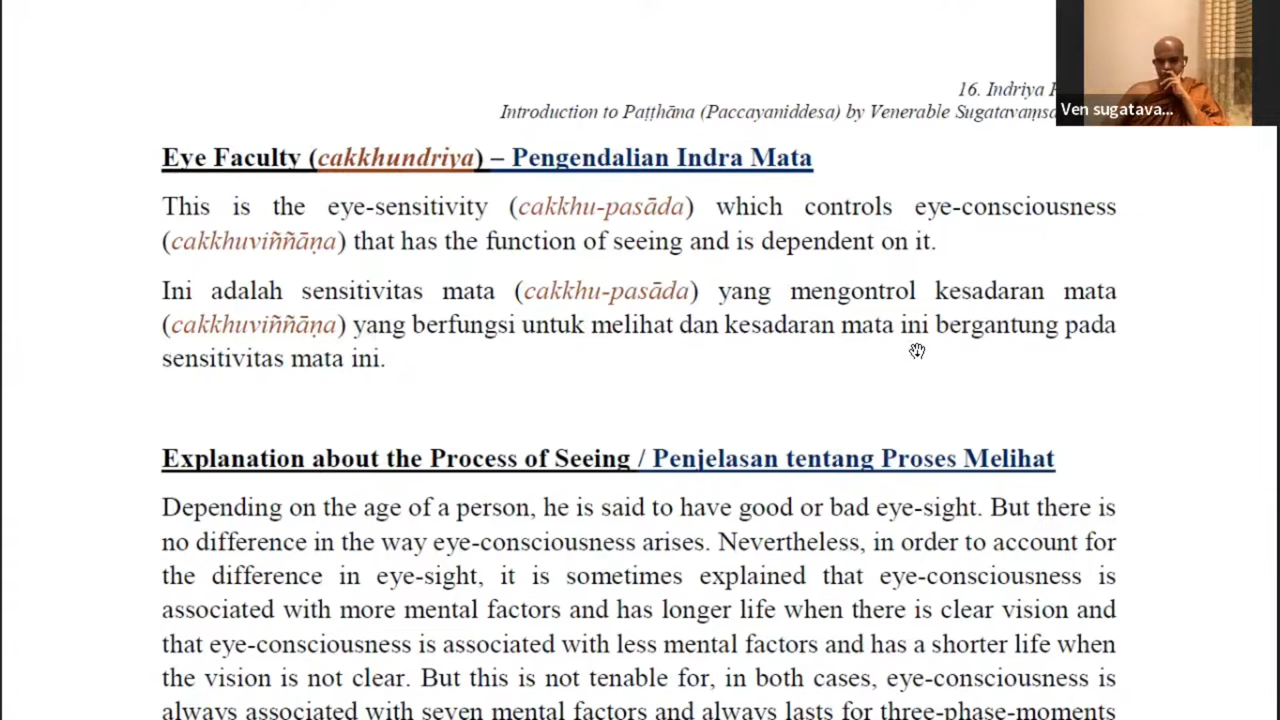 16. Indriya
Introduction to Paṭṭhāna (Paccayaniddesa) by Venerable
Ven sugatava...
Eye Faculty (cakkhundriya) – Pengendalian Indra Mata
This is the eye-sensitivity (cakkhu-pasāda) which controls eye-consciousness
(cakkhuviññāṇa) that has the function of seeing and is dependent on it.
Ini adalah sensitivitas mata (cakkhu-pasāda) yang mengontrol kesadaran mata
(cakkhuviññāṇa) yang berfungsi untuk melihat dan kesadaran mata ini bergantung pada
sensitivitas mata ini.
Explanation about the Process of Seeing / Penjelasan tentang Proses Melihat
Depending on the age of a person, he is said to have good or bad eye-sight. But there is
no difference in the way eye-consciousness arises. Nevertheless, in order to account for
the difference in eye-sight, it is sometimes explained that eye-consciousness is
associated with more mental factors and has longer life when there is clear vision and
that eye-consciousness is associated with less mental factors and has a shorter life when
the vision is not clear. But this is not tenable for, in both cases, eye-consciousness is
always associated with seven mental factors and always lasts for three-phase-moments